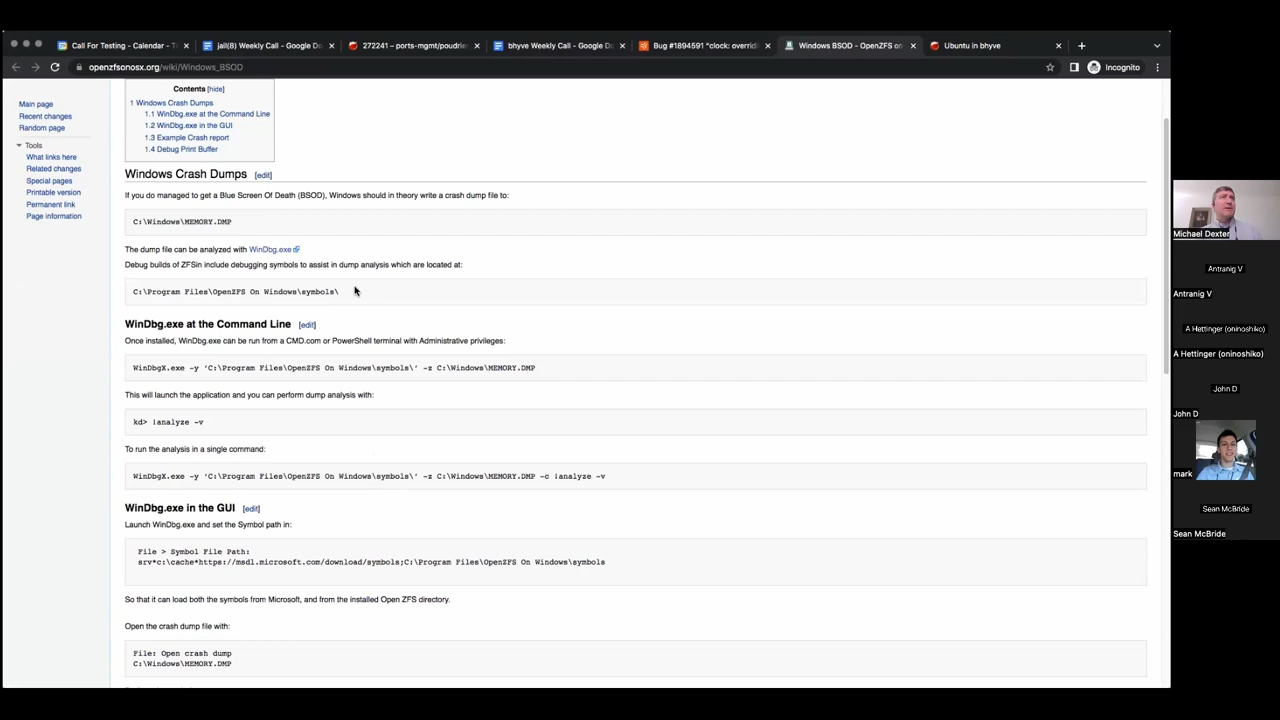 Call For Testing - Calendar - T
jail(8) Weekly Call - Google Do
272241 – ports-mgmt/poudrie
bhyve Weekly Call - Google Do
Bug #1894591 "clock: overrid
Windows BSOD - OpenZFS on
Ubuntu in bhyve
openzfsonosx.org/wiki/Windows_BSOD
Incognito
Main page
Recent changes
Random page
Tools
What links here
Related changes
Special pages
Printable version
Permanent link
Page information
Contents [hide]
1 Windows Crash Dumps
1.1 WinDbg.exe at the Command Line
1.2 WinDbg.exe in the GUI
1.3 Example Crash report
1.4 Debug Print Buffer
Windows Crash Dumps [edit]
If you do managed to get a Blue Screen Of Death (BSOD), Windows should in theory write a crash dump file to:
C:\Windows\MEMORY.DMP
The dump file can be analyzed with WinDbg.exe
Debug builds of ZFSin include debugging symbols to assist in dump analysis which are located at:
C:\Program Files\OpenZFS On Windows\symbols\
WinDbg.exe at the Command Line [edit]
Once installed, WinDbg.exe can be run from a CMD.com or PowerShell terminal with Administrative privileges:
WinDbgX.exe -y 'C:\Program Files\OpenZFS On Windows\symbols\' -z C:\Windows\MEMORY.DMP
This will launch the application and you can perform dump analysis with:
kd> !analyze -v
To run the analysis in a single command:
WinDbgX.exe -y 'C:\Program Files\OpenZFS On Windows\symbols\' -z C:\Windows\MEMORY.DMP -c !analyze -v
WinDbg.exe in the GUI [edit]
Launch WinDbg.exe and set the Symbol path in:
File > Symbol File Path:
srv*c:\cache*https://msdl.microsoft.com/download/symbols;C:\Program Files\OpenZFS On Windows\symbols
So that it can load both the symbols from Microsoft, and from the installed Open ZFS directory.
Open the crash dump file with:
File: Open crash dump
C:\Windows\MEMORY.DMP
Michael Dexter
Antranig V
Antranig V
A Hettinger (oninoshiko)
A Hettinger (oninoshiko)
John D
John D
mark
Sean McBride
Sean McBride